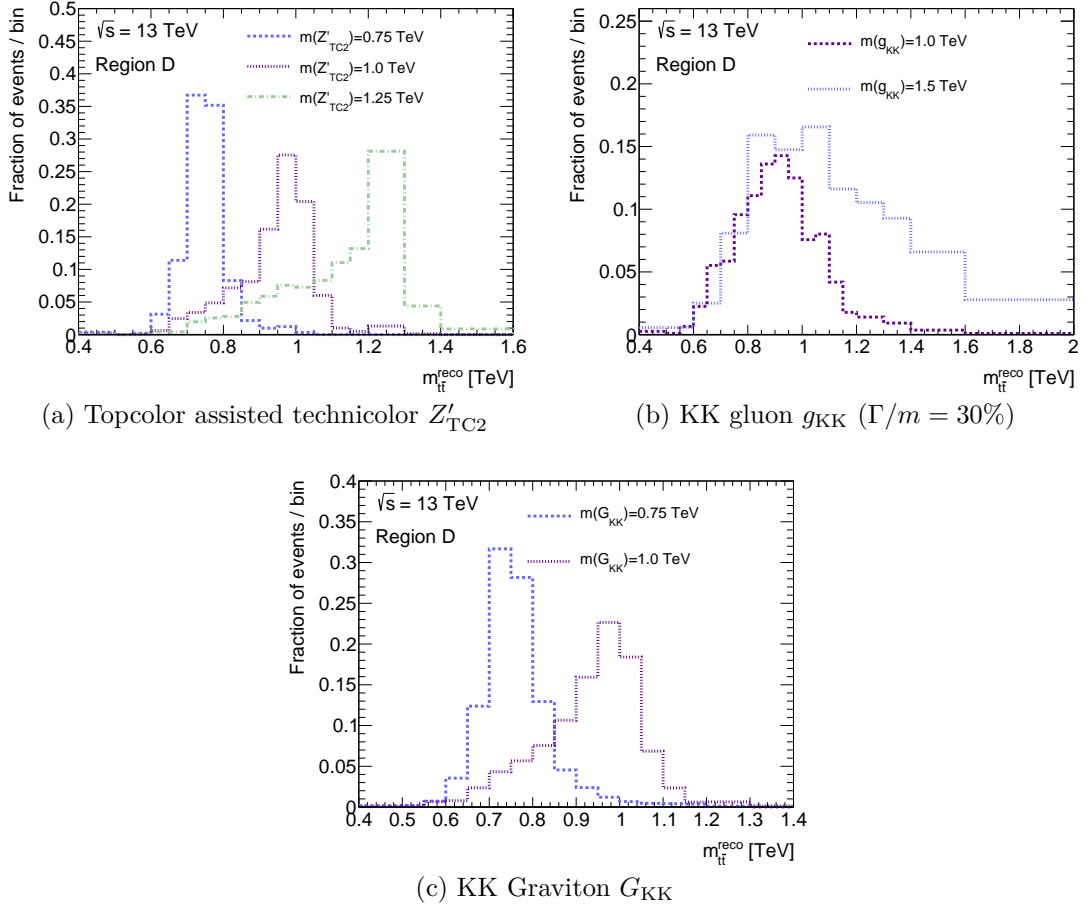 √s = 13 TeV
Region D
m(Z'TC2)=0.75 TeV
m(Z'TC2)=1.0 TeV
m(Z'TC2)=1.25 TeV
Fraction of events / bin
0.5
0.45
0.4
0.35
0.3
0.25
0.2
0.15
0.1
0.05
0
0.4 0.6 0.8 1 1.2 1.4 1.6
m_{tt̄}^{reco} [TeV]
(a) Topcolor assisted technicolor Z′TC2
√s = 13 TeV
Region D
m(gKK)=1.0 TeV
m(gKK)=1.5 TeV
Fraction of events / bin
0.25
0.2
0.15
0.1
0.05
0
0.4 0.6 0.8 1 1.2 1.4 1.6 1.8 2
m_{tt̄}^{reco} [TeV]
(b) KK gluon gKK (Γ/m = 30%)
√s = 13 TeV
Region D
m(GKK)=0.75 TeV
m(GKK)=1.0 TeV
Fraction of events / bin
0.4
0.35
0.3
0.25
0.2
0.15
0.1
0.05
0
0.4 0.5 0.6 0.7 0.8 0.9 1 1.1 1.2 1.3 1.4
m_{tt̄}^{reco} [TeV]
(c) KK Graviton GKK